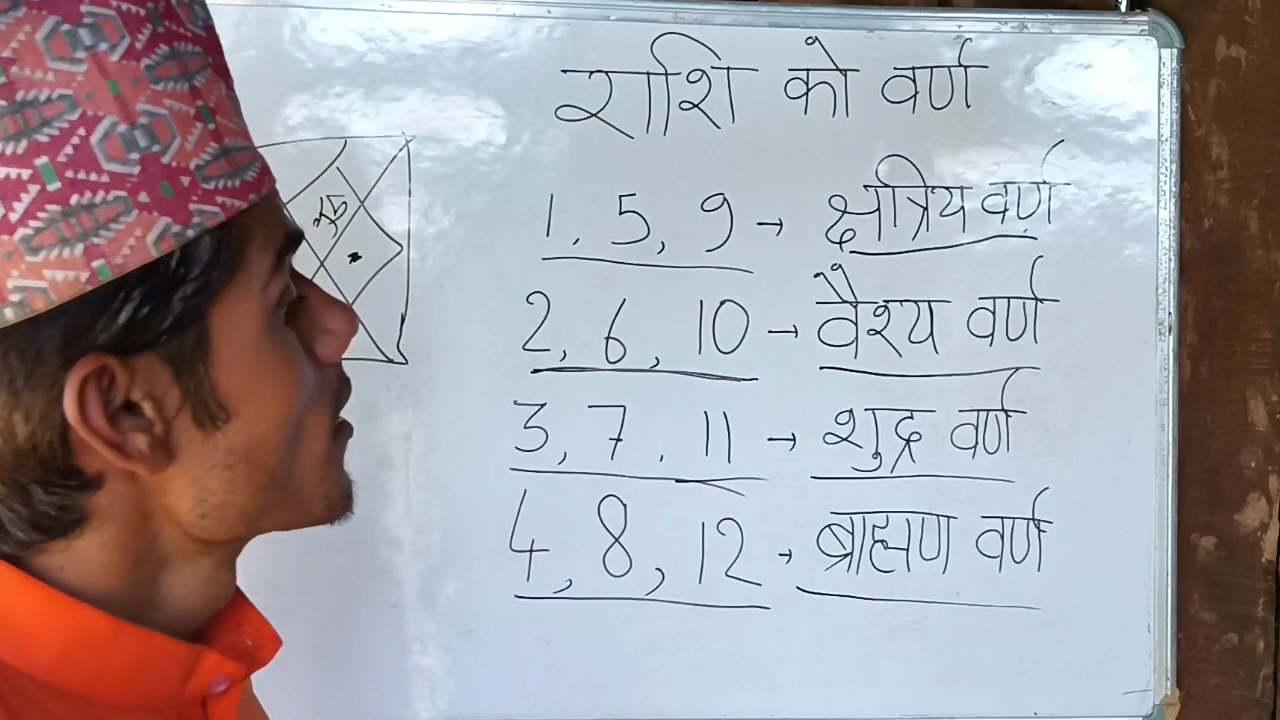 राशि को वर्ण
1, 5, 9 → क्षत्रिय वर्ण
2, 6, 10 → वैश्य वर्ण
3, 7, 11 → शुद्र वर्ण
4, 8, 12 → ब्राह्मण वर्ण